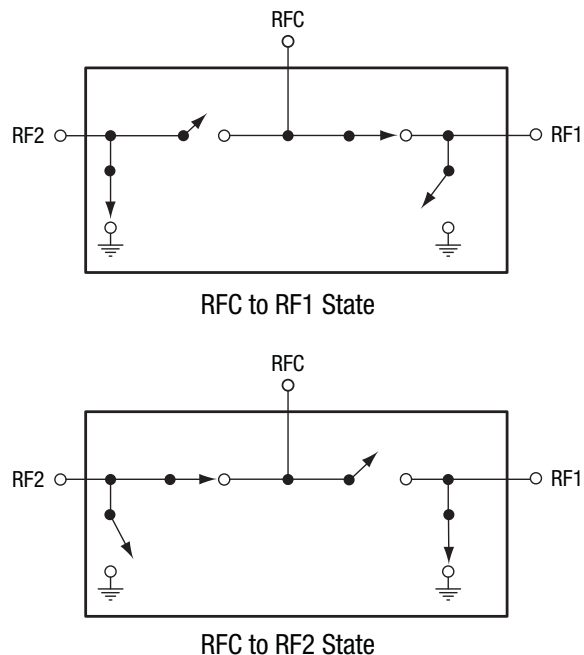 RFC
RF2
RF1
RFC to RF1 State
RFC
RF2
RF1
RFC to RF2 State